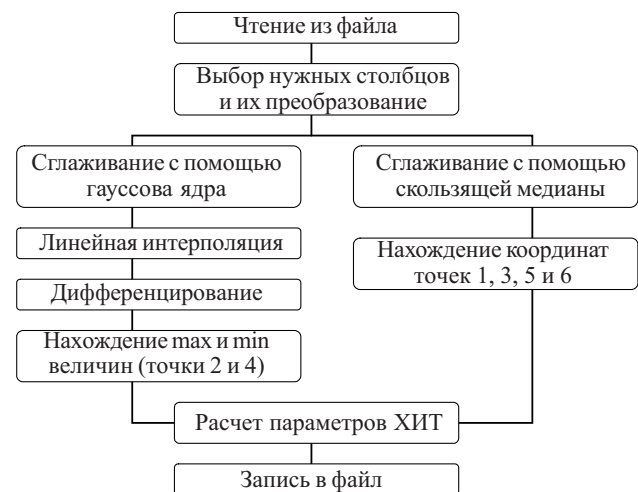 Чтение из файла
Выбор нужных столбцов
и их преобразование
Сглаживание с помощью
гауссова ядра
Линейная интерполяция
Дифференцирование
Нахождение max и min
величин (точки 2 и 4)
Сглаживание с помощью
скользящей медианы
Нахождение координат
точек 1, 3, 5 и 6
Расчет параметров ХИТ
Запись в файл